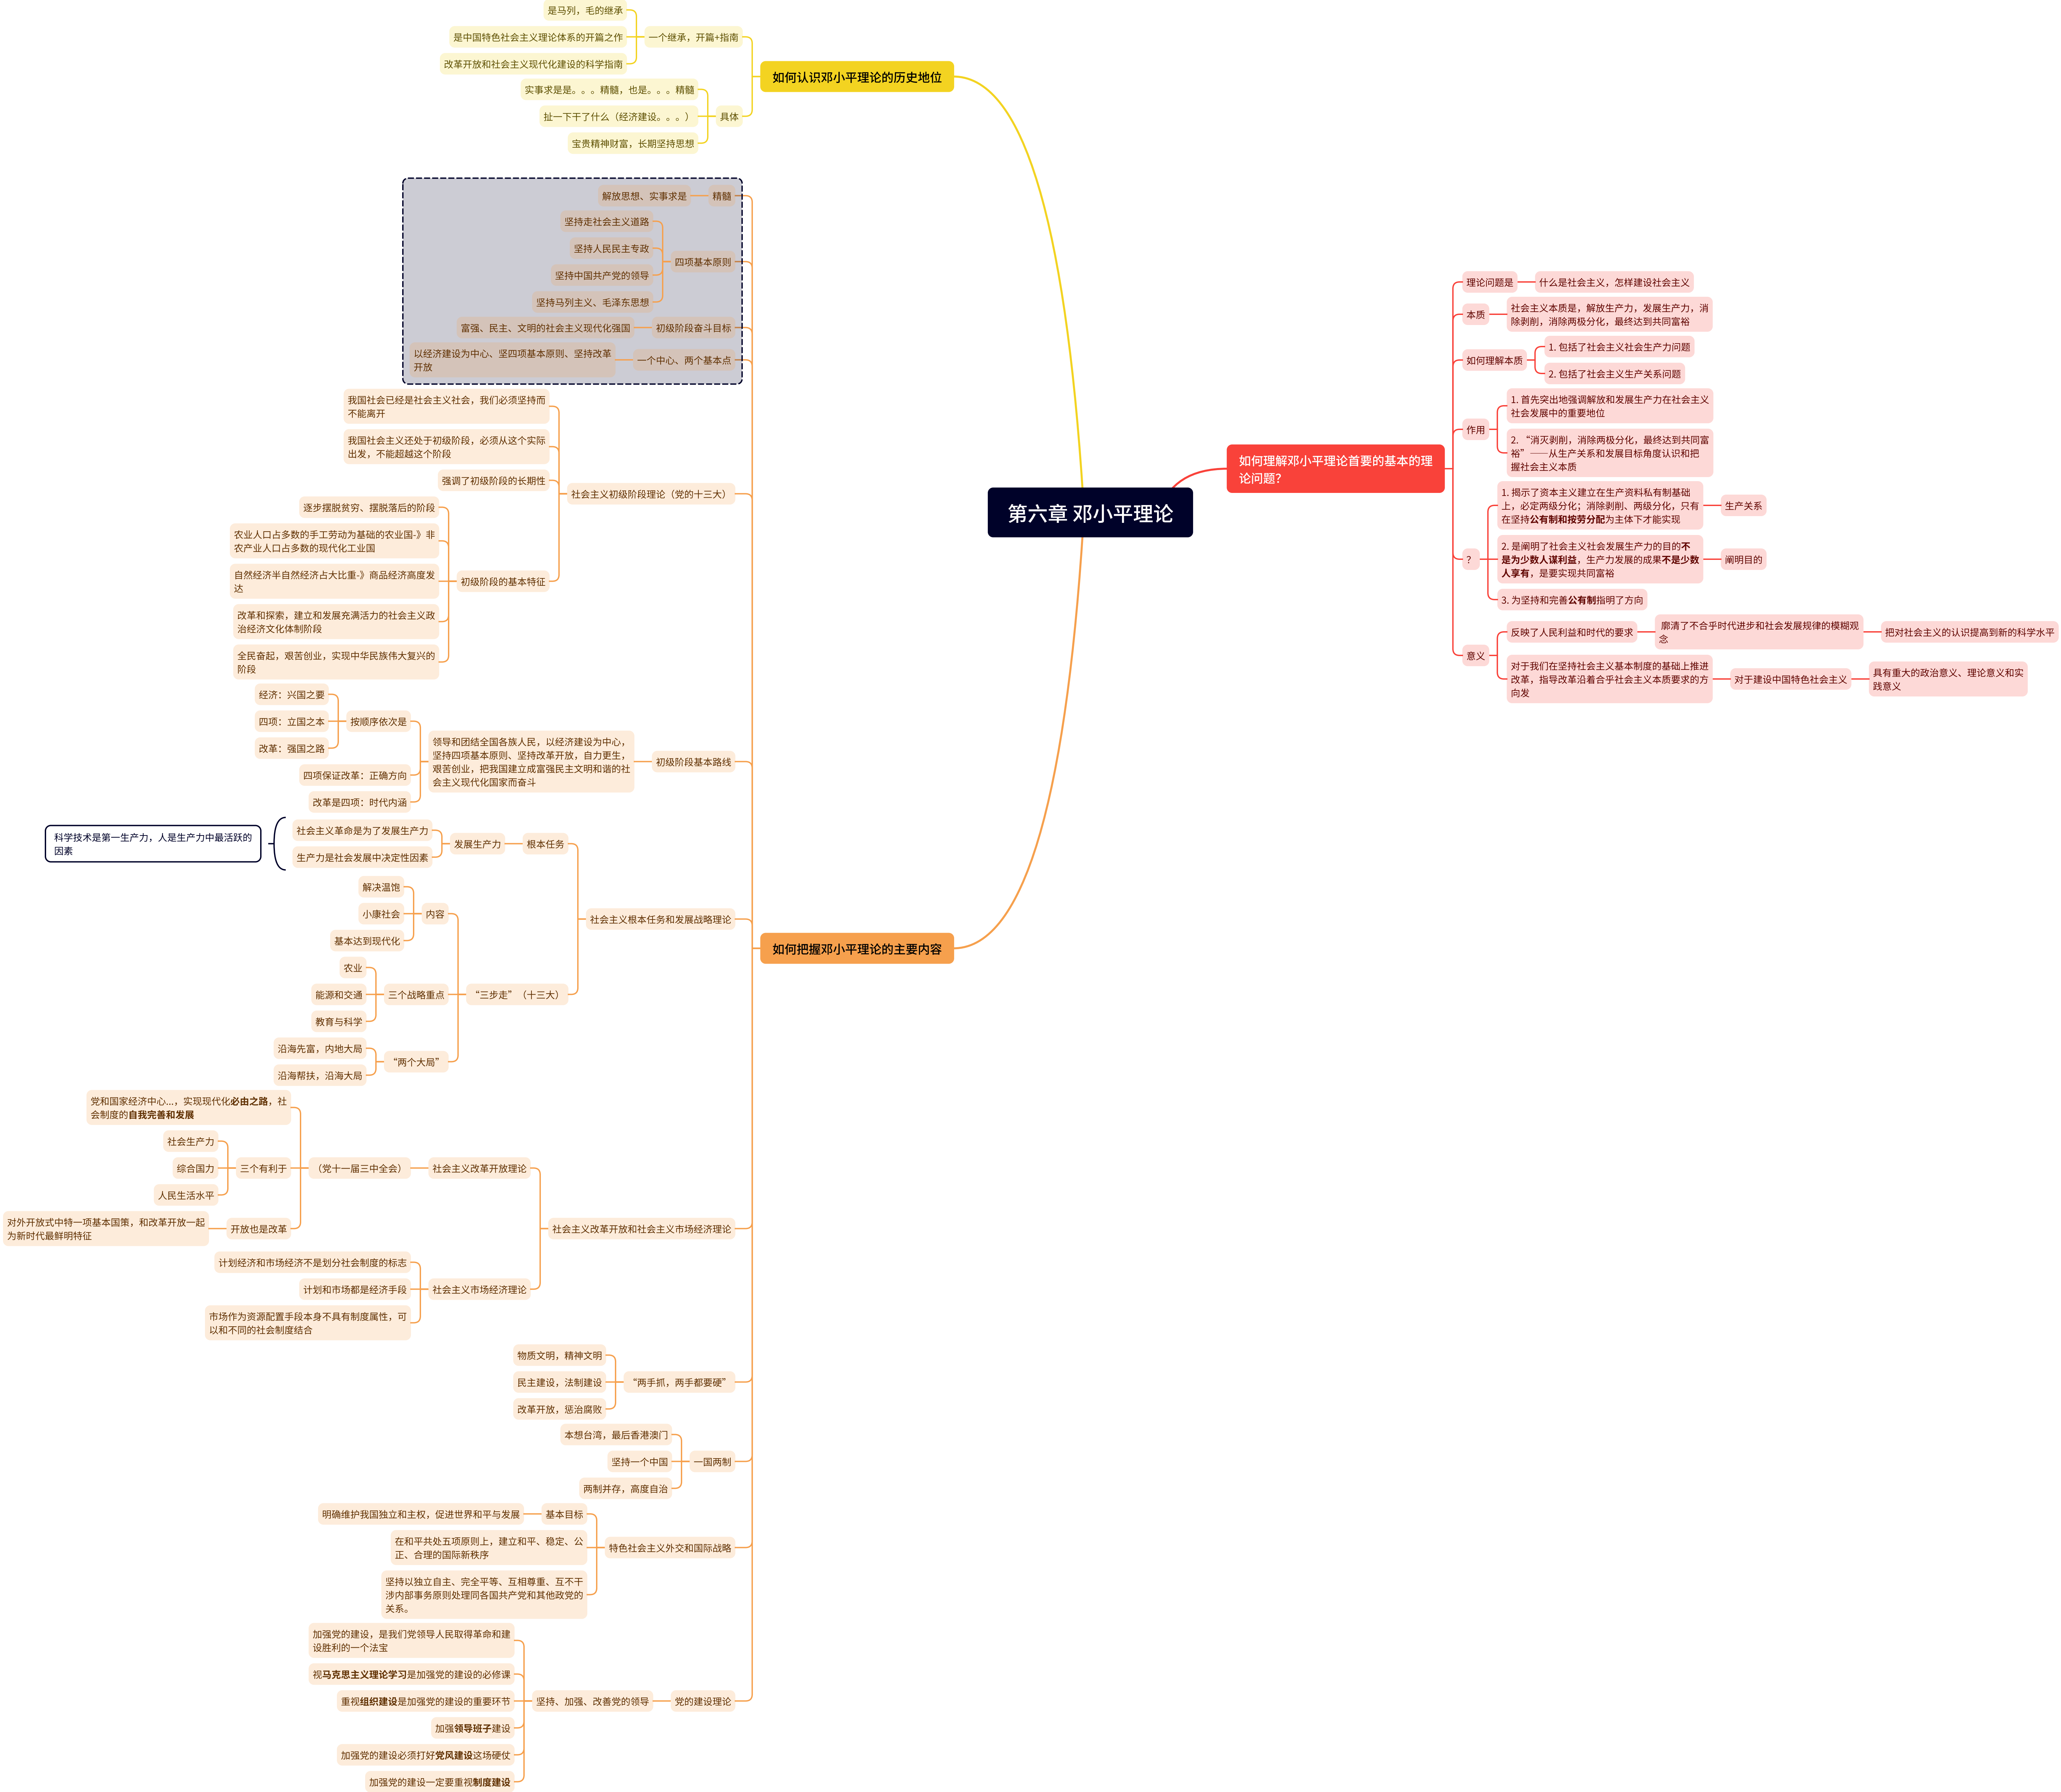 第六章 邓小平理论
如何理解邓小平理论首要的基本的理
论问题？
理论问题是
什么是社会主义，怎样建设社会主义
本质
社会主义本质是，解放生产力，发展生产力，消
除剥削，消除两极分化，最终达到共同富裕
如何理解本质
1. 包括了社会主义社会生产力问题
2. 包括了社会主义生产关系问题
作用
1. 首先突出地强调解放和发展生产力在社会主义
社会发展中的重要地位
2. “消灭剥削，消除两极分化，最终达到共同富
裕”——从生产关系和发展目标角度认识和把
握社会主义本质
？
1. 揭示了资本主义建立在生产资料私有制基础
上，必定两级分化；消除剥削、两级分化，只有
在坚持公有制和按劳分配为主体下才能实现
生产关系
2. 是阐明了社会主义社会发展生产力的目的不
是为少数人谋利益，生产力发展的成果不是少数
人享有，是要实现共同富裕
阐明目的
3. 为坚持和完善公有制指明了方向
意义
反映了人民利益和时代的要求
廓清了不合乎时代进步和社会发展规律的模糊观
念
把对社会主义的认识提高到新的科学水平
对于我们在坚持社会主义基本制度的基础上推进
改革，指导改革沿着合乎社会主义本质要求的方
向发
对于建设中国特色社会主义
具有重大的政治意义、理论意义和实
践意义
如何认识邓小平理论的历史地位
一个继承，开篇+指南
是马列，毛的继承
是中国特色社会主义理论体系的开篇之作
改革开放和社会主义现代化建设的科学指南
具体
实事求是是。。。精髓，也是。。。精髓
扯一下干了什么（经济建设。。。）
宝贵精神财富，长期坚持思想
如何把握邓小平理论的主要内容
精髓
解放思想、实事求是
四项基本原则
坚持走社会主义道路
坚持人民民主专政
坚持中国共产党的领导
坚持马列主义、毛泽东思想
初级阶段奋斗目标
富强、民主、文明的社会主义现代化强国
一个中心、两个基本点
以经济建设为中心、坚四项基本原则、坚持改革
开放
社会主义初级阶段理论（党的十三大）
我国社会已经是社会主义社会，我们必须坚持而
不能离开
我国社会主义还处于初级阶段，必须从这个实际
出发，不能超越这个阶段
强调了初级阶段的长期性
初级阶段的基本特征
逐步摆脱贫穷、摆脱落后的阶段
农业人口占多数的手工劳动为基础的农业国-》非
农产业人口占多数的现代化工业国
自然经济半自然经济占大比重-》商品经济高度发
达
改革和探索，建立和发展充满活力的社会主义政
治经济文化体制阶段
全民奋起，艰苦创业，实现中华民族伟大复兴的
阶段
初级阶段基本路线
领导和团结全国各族人民，以经济建设为中心，
坚持四项基本原则、坚持改革开放，自力更生，
艰苦创业，把我国建立成富强民主文明和谐的社
会主义现代化国家而奋斗
按顺序依次是
经济：兴国之要
四项：立国之本
改革：强国之路
四项保证改革：正确方向
改革是四项：时代内涵
社会主义根本任务和发展战略理论
根本任务
发展生产力
社会主义革命是为了发展生产力
生产力是社会发展中决定性因素
科学技术是第一生产力，人是生产力中最活跃的
因素
“三步走”（十三大）
内容
解决温饱
小康社会
基本达到现代化
三个战略重点
农业
能源和交通
教育与科学
“两个大局”
沿海先富，内地大局
沿海帮扶，沿海大局
社会主义改革开放和社会主义市场经济理论
社会主义改革开放理论
（党十一届三中全会）
党和国家经济中心...，实现现代化必由之路，社
会制度的自我完善和发展
三个有利于
社会生产力
综合国力
人民生活水平
开放也是改革
对外开放式中特一项基本国策，和改革开放一起
为新时代最鲜明特征
社会主义市场经济理论
计划经济和市场经济不是划分社会制度的标志
计划和市场都是经济手段
市场作为资源配置手段本身不具有制度属性，可
以和不同的社会制度结合
“两手抓，两手都要硬”
物质文明，精神文明
民主建设，法制建设
改革开放，惩治腐败
一国两制
本想台湾，最后香港澳门
坚持一个中国
两制并存，高度自治
特色社会主义外交和国际战略
基本目标
明确维护我国独立和主权，促进世界和平与发展
在和平共处五项原则上，建立和平、稳定、公
正、合理的国际新秩序
坚持以独立自主、完全平等、互相尊重、互不干
涉内部事务原则处理同各国共产党和其他政党的
关系。
党的建设理论
坚持、加强、改善党的领导
加强党的建设，是我们党领导人民取得革命和建
设胜利的一个法宝
视马克思主义理论学习是加强党的建设的必修课
重视组织建设是加强党的建设的重要环节
加强领导班子建设
加强党的建设必须打好党风建设这场硬仗
加强党的建设一定要重视制度建设